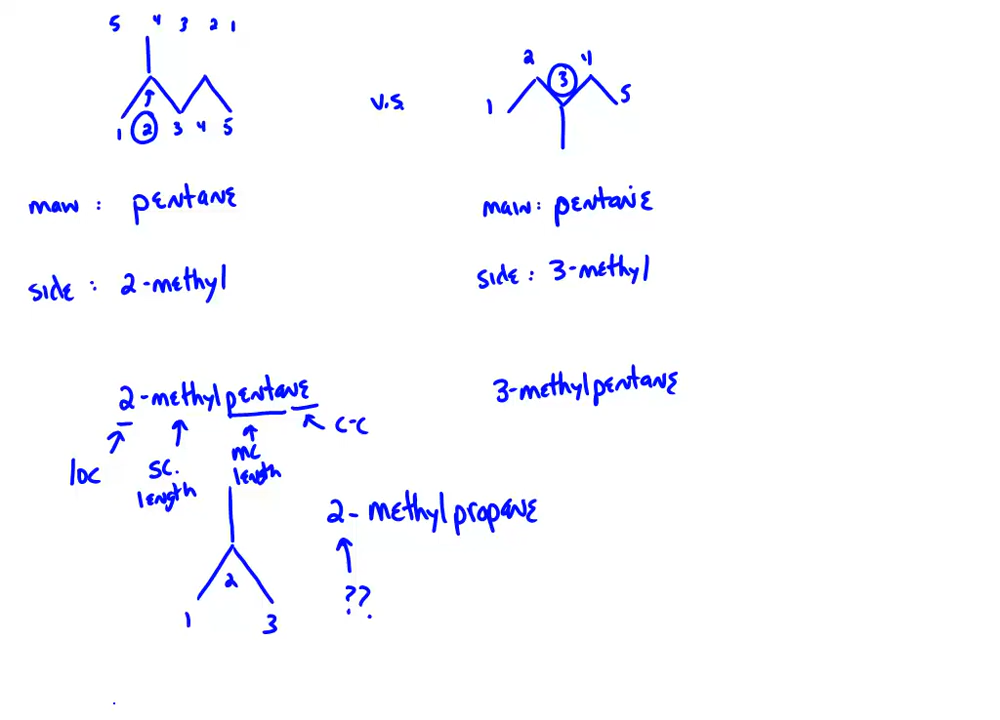 5 4 3 2 1
1 2 3 4 5
v.s
1 2 3 4 5
main : pentane
side : 2-methyl
main : pentane
side : 3-methyl
2-methylpentane
loc
sc. length
mc length
c-c
3-methylpentane
1 2 3
2-methylpropane
??